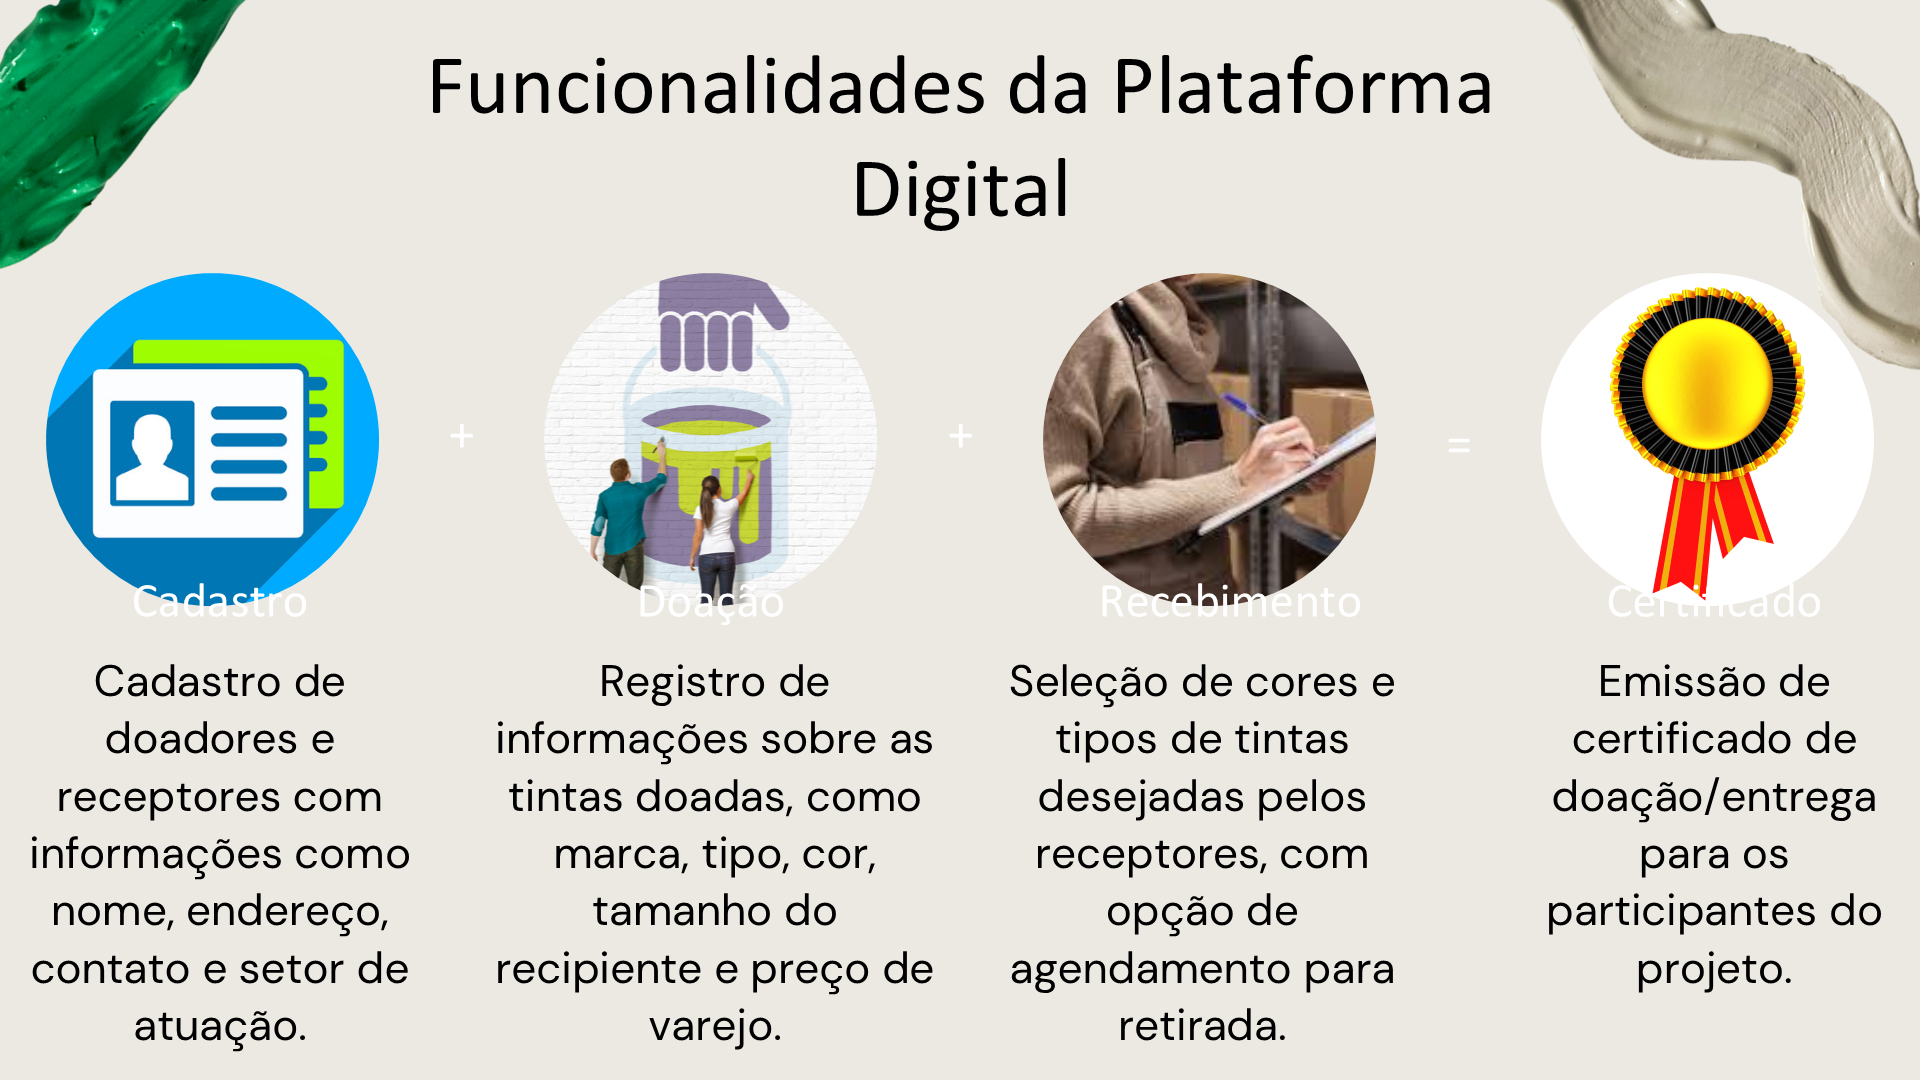 Funcionalidades da Plataforma
Digital
+
+
=
Cadastro
Doação
Recebimento
Certificado
Cadastro de
doadores e
receptores com
informações como
nome, endereço,
contato e setor de
atuação.
Registro de
informações sobre as
tintas doadas, como
marca, tipo, cor,
tamanho do
recipiente e preço de
varejo.
Seleção de cores e
tipos de tintas
desejadas pelos
receptores, com
opção de
agendamento para
retirada.
Emissão de
certificado de
doação/entrega
para os
participantes do
projeto.